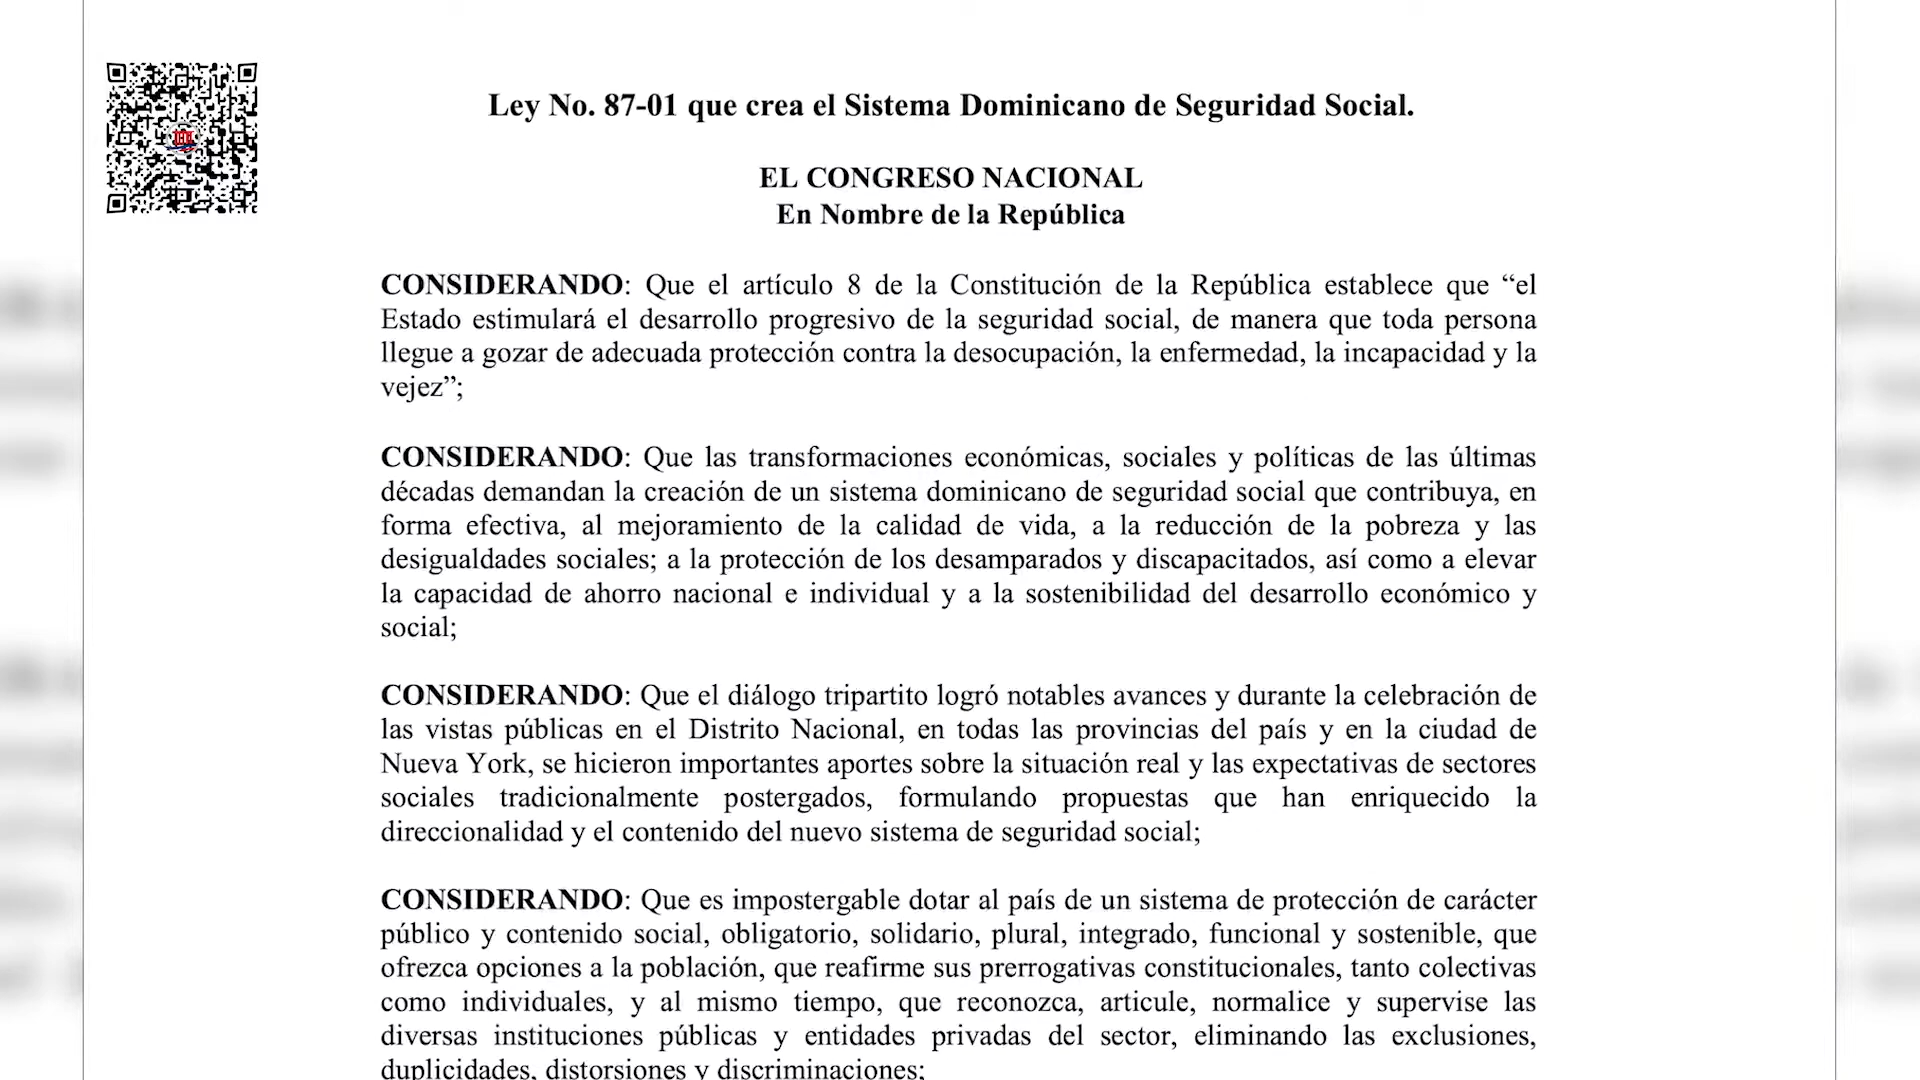 Ley No. 87-01 que crea el Sistema Dominicano de Seguridad Social.
EL CONGRESO NACIONAL
En Nombre de la República
CONSIDERANDO: Que el artículo 8 de la Constitución de la República establece que “el
Estado estimulará el desarrollo progresivo de la seguridad social, de manera que toda persona
llegue a gozar de adecuada protección contra la desocupación, la enfermedad, la incapacidad y la
vejez”;
CONSIDERANDO: Que las transformaciones económicas, sociales y políticas de las últimas
décadas demandan la creación de un sistema dominicano de seguridad social que contribuya, en
forma efectiva, al mejoramiento de la calidad de vida, a la reducción de la pobreza y las
desigualdades sociales; a la protección de los desamparados y discapacitados, así como a elevar
la capacidad de ahorro nacional e individual y a la sostenibilidad del desarrollo económico y
social;
CONSIDERANDO: Que el diálogo tripartito logró notables avances y durante la celebración de
las vistas públicas en el Distrito Nacional, en todas las provincias del país y en la ciudad de
Nueva York, se hicieron importantes aportes sobre la situación real y las expectativas de sectores
sociales tradicionalmente postergados, formulando propuestas que han enriquecido la
direccionalidad y el contenido del nuevo sistema de seguridad social;
CONSIDERANDO: Que es impostergable dotar al país de un sistema de protección de carácter
público y contenido social, obligatorio, solidario, plural, integrado, funcional y sostenible, que
ofrezca opciones a la población, que reafirme sus prerrogativas constitucionales, tanto colectivas
como individuales, y al mismo tiempo, que reconozca, articule, normalice y supervise las
diversas instituciones públicas y entidades privadas del sector, eliminando las exclusiones,
duplicidades, distorsiones y discriminaciones;